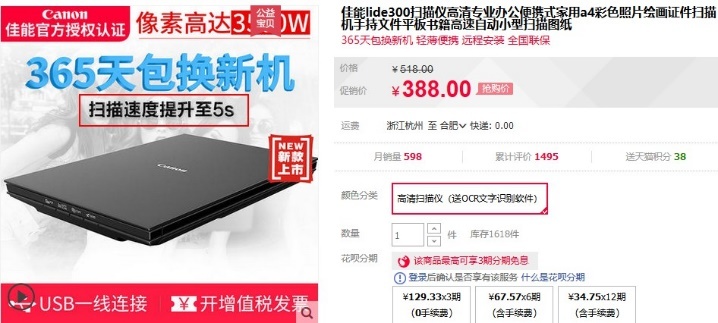 Canon
佳能官方授权认证
像素高达3
0W
公益
宝贝
365天包换新机
扫描速度提升至5s
NEW
新款
上市
Canon
USB一线连接
开增值税发票
佳能lide300扫描仪高清专业办公便携式家用a4彩色照片绘画证件扫描
机手持文件平板书籍高速自动小型扫描图纸
365天包换新机 轻薄便携 远程安装 全国联保
价格 ¥518.00
促销价 ¥388.00 抢购价
运费 浙江杭州 至 合肥 快递: 0.00
月销量 598
累计评价 1495
送天猫积分 38
颜色分类 高清扫描仪（送OCR文字识别软件）
数量 1 件 库存1618件
花呗分期 该商品最高可享3期分期免息
登录后确认是否享有该服务 什么是花呗分期
¥129.33x3期
(0手续费)
¥67.57x6期
(含手续费)
¥34.75x12期
(含手续费)